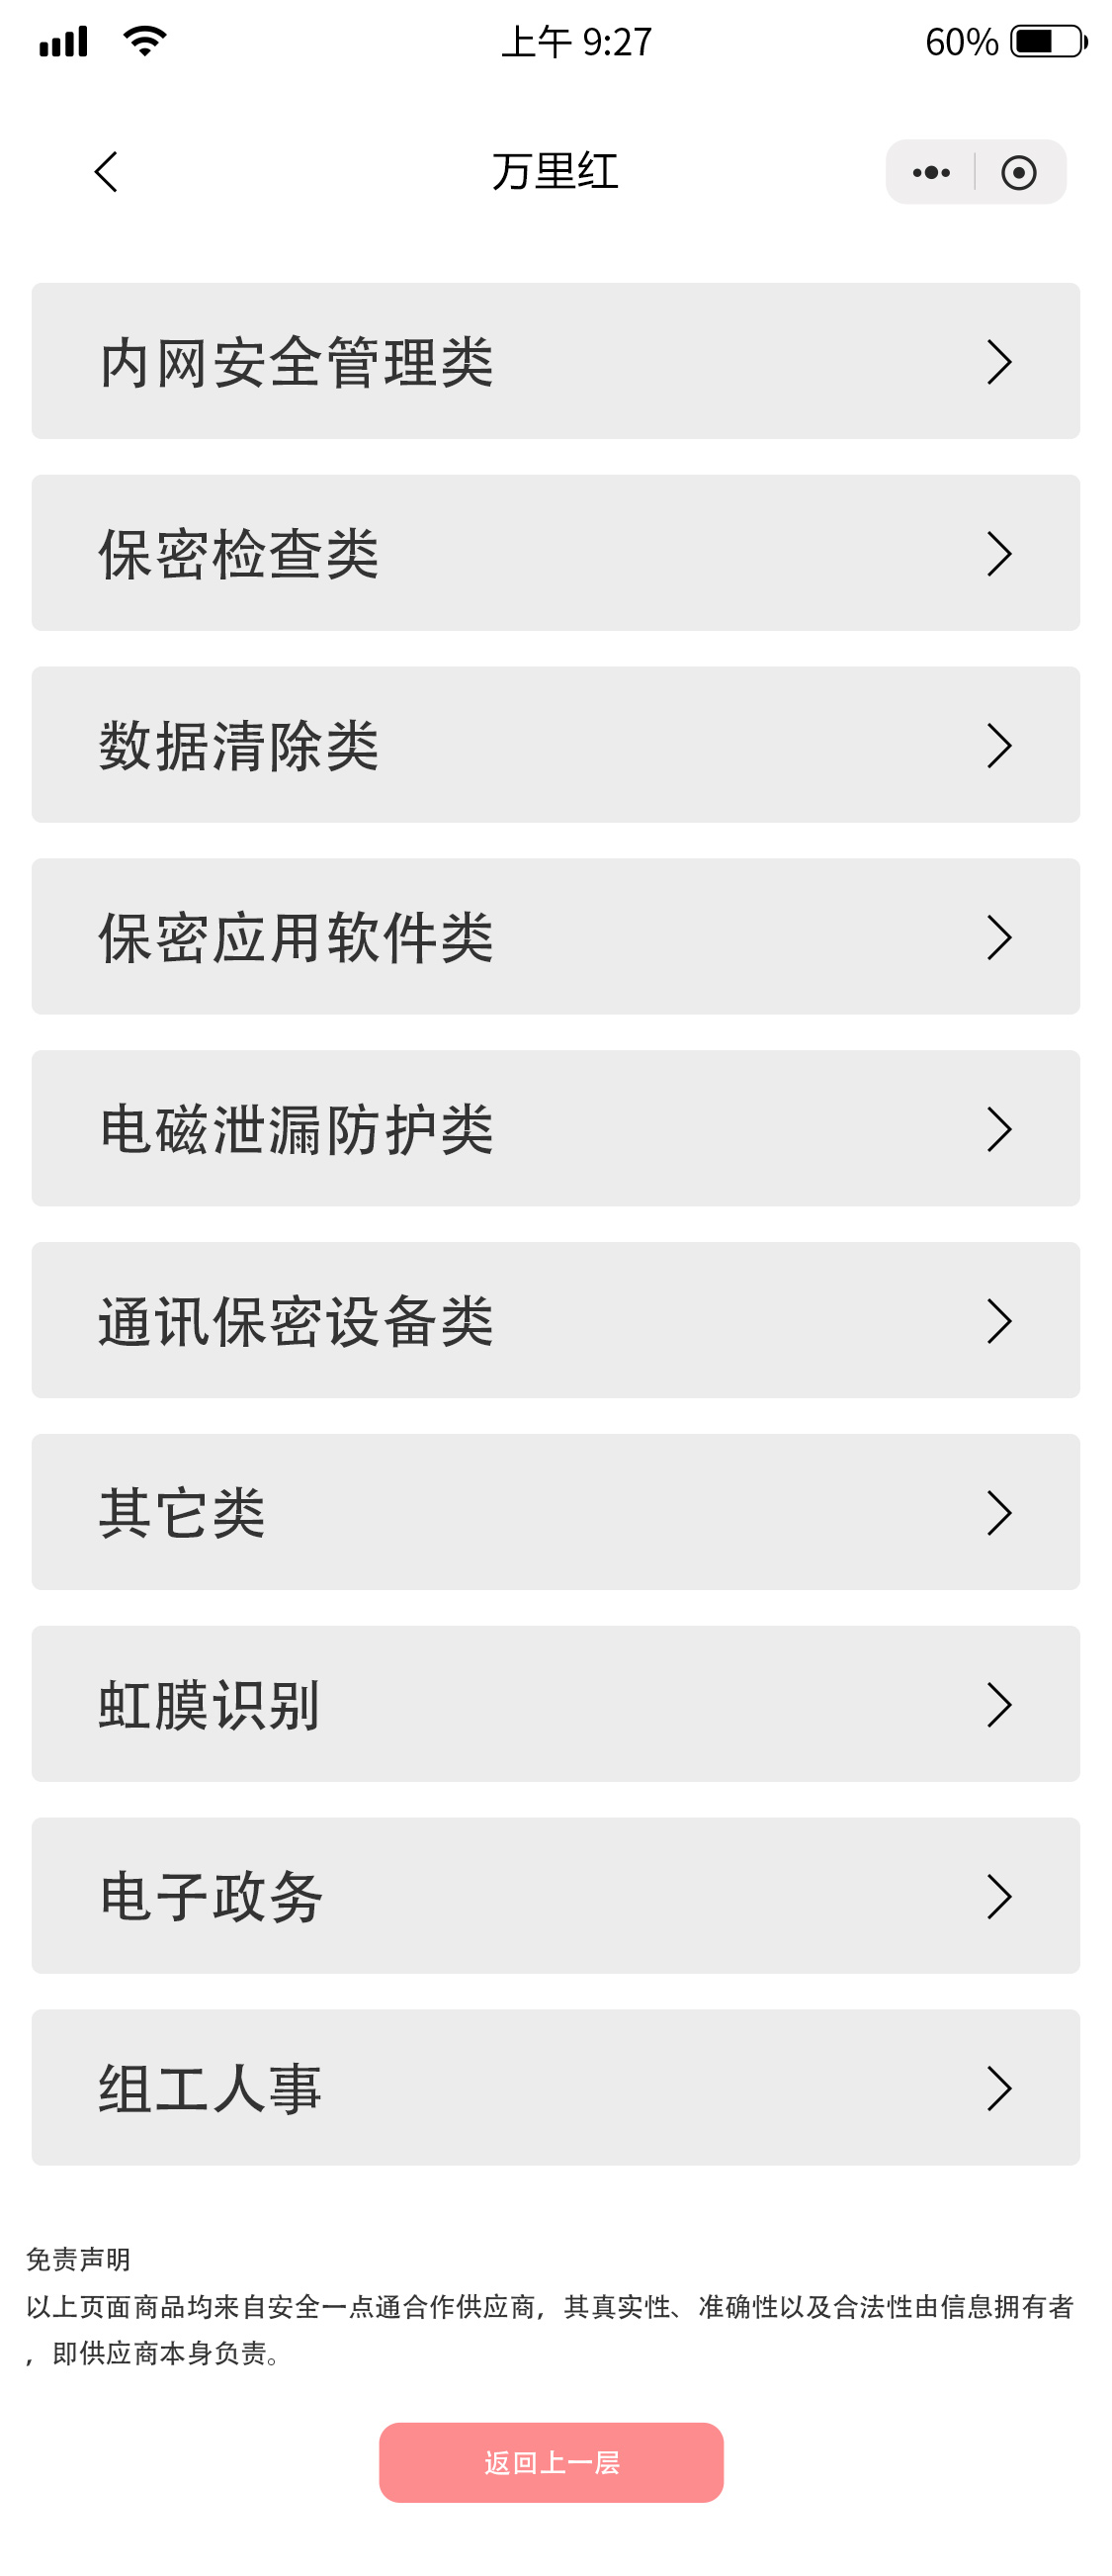 上午 9:27
60%
万里红
内网安全管理类
保密检查类
数据清除类
保密应用软件类
电磁泄漏防护类
通讯保密设备类
其它类
虹膜识别
电子政务
组工人事
免责声明
以上页面商品均来自安全一点通合作供应商，其真实性、准确性以及合法性由信息拥有者
，即供应商本身负责。
返回上一层